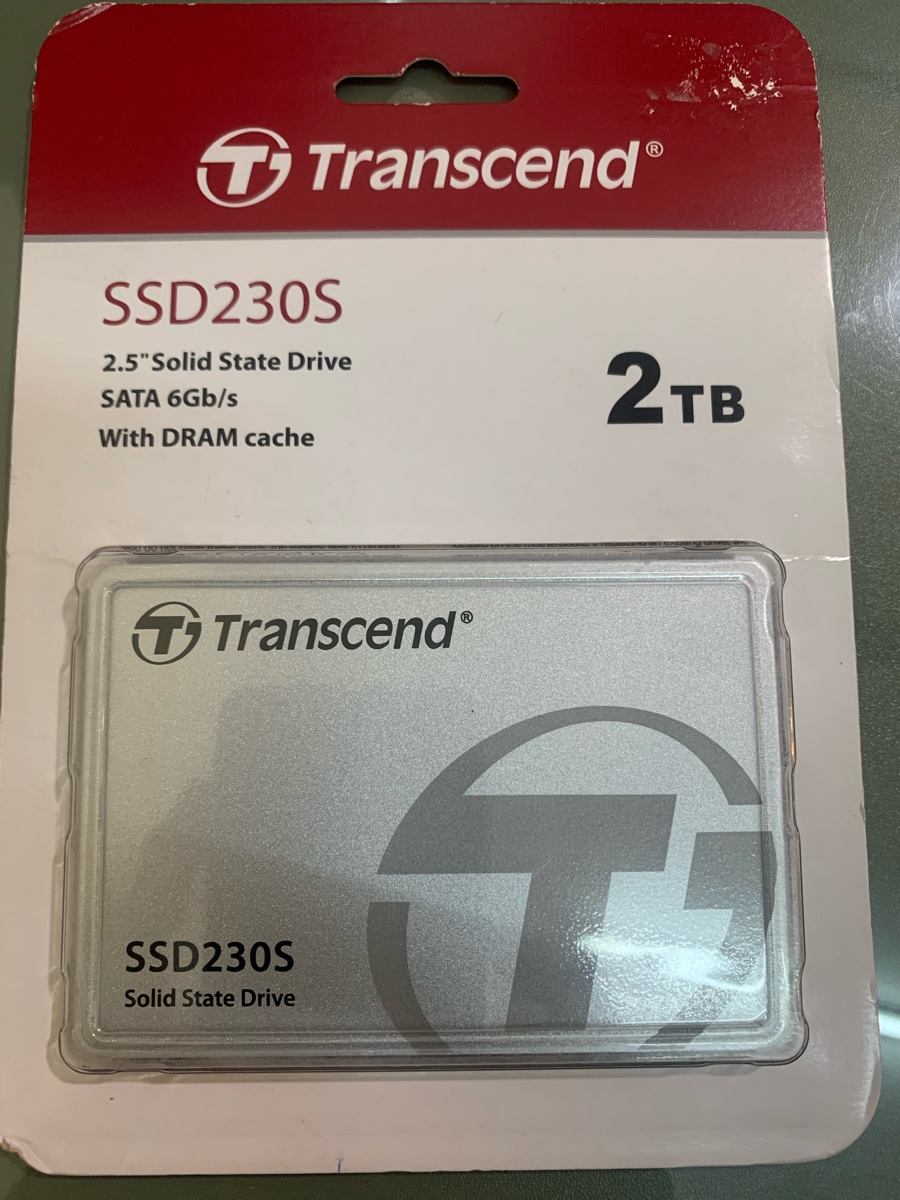 Transcend®
SSD230S
2.5" Solid State Drive
SATA 6Gb/s
With DRAM cache
2TB
Transcend®
SSD230S
Solid State Drive